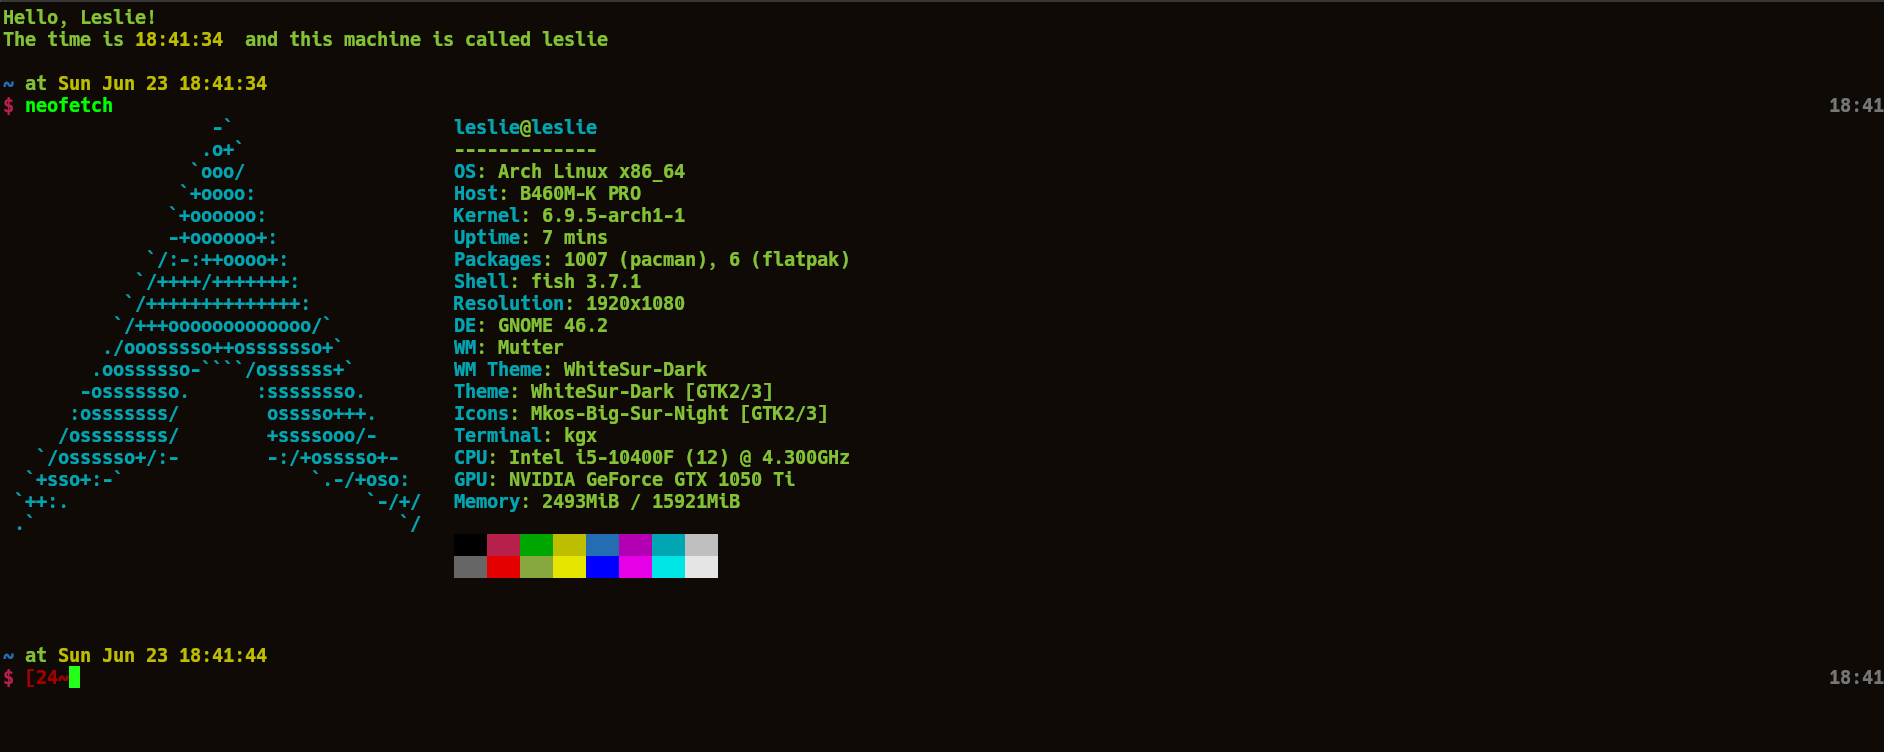 Hello, Leslie!
The time is 18:41:34  and this machine is called leslie

~ at Sun Jun 23 18:41:34
$ neofetch 18:41
                  -`                     leslie@leslie
                 .o+`                    -------------
                `ooo/                    OS: Arch Linux x86_64
               `+oooo:                   Host: B460M-K PRO
              `+oooooo:                  Kernel: 6.9.5-arch1-1
              -+oooooo+:                 Uptime: 7 mins
            `/:-:++oooo+:                Packages: 1007 (pacman), 6 (flatpak)
           `/++++/+++++++:               Shell: fish 3.7.1
          `/++++++++++++++:              Resolution: 1920x1080
         `/+++ooooooooooooo/`            DE: GNOME 46.2
        ./ooosssso++osssssso+`           WM: Mutter
       .oossssso-````/ossssss+`          WM Theme: WhiteSur-Dark
      -osssssso.      :ssssssso.         Theme: WhiteSur-Dark [GTK2/3]
     :osssssss/        osssso+++.        Icons: Mkos-Big-Sur-Night [GTK2/3]
    /ossssssss/        +ssssooo/-        Terminal: kgx
  `/ossssso+/:-        -:/+osssso+-      CPU: Intel i5-10400F (12) @ 4.300GHz
 `+sso+:-`                 `.-/+oso:     GPU: NVIDIA GeForce GTX 1050 Ti
`++:.                           `-/+/    Memory: 2493MiB / 15921MiB
.`                                 `/

~ at Sun Jun 23 18:41:44
$ [24~ 18:41